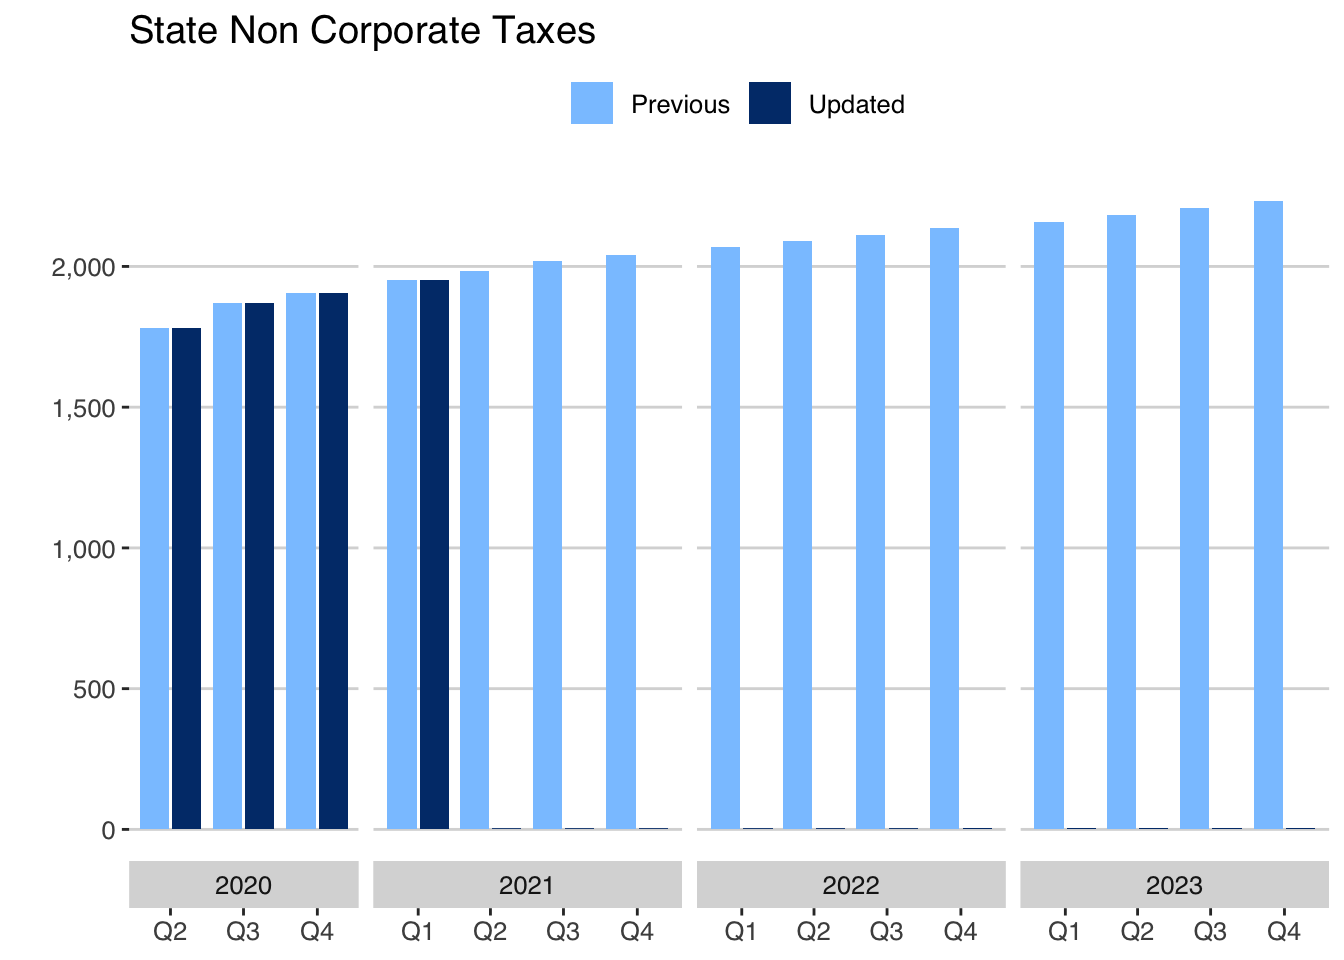 State Non Corporate Taxes
Previous Updated
2,000
1,500
1,000
500
0
2020 2021 2022 2023
Q2 Q3 Q4 Q1 Q2 Q3 Q4 Q1 Q2 Q3 Q4 Q1 Q2 Q3 Q4